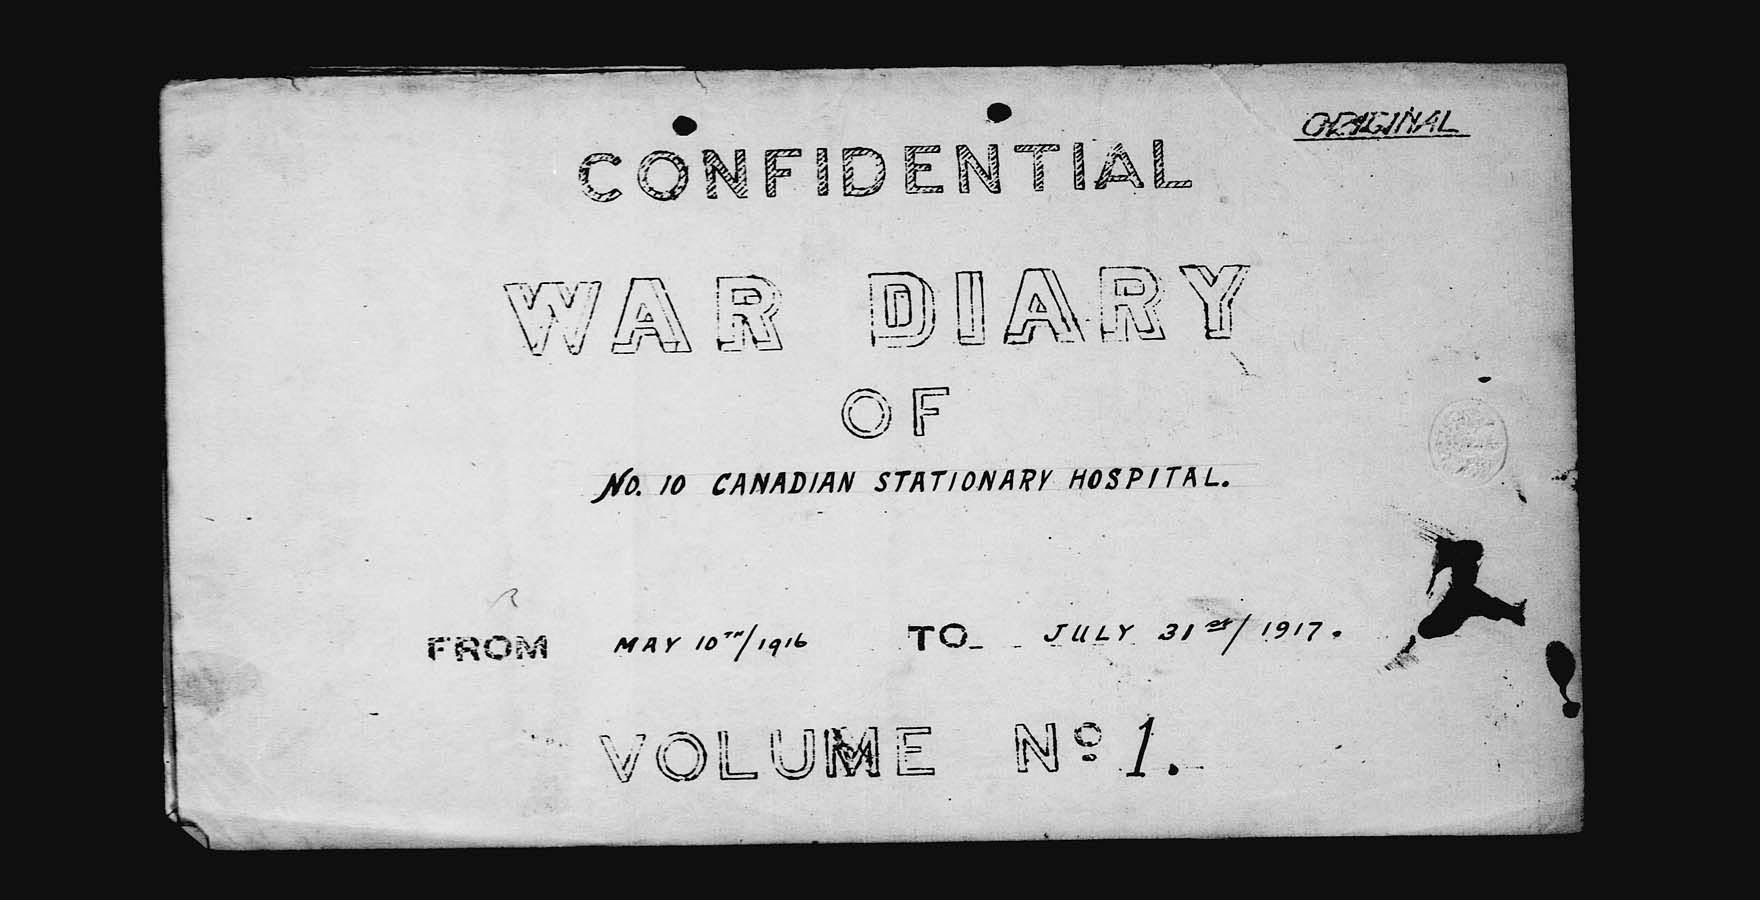 ORIGINAL
CONFIDENTIAL
WAR DIARY
OF
NO. 10 CANADIAN STATIONARY HOSPITAL.
FROM MAY 10TH/1916 TO JULY 31st/1917.
VOLUME No 1.